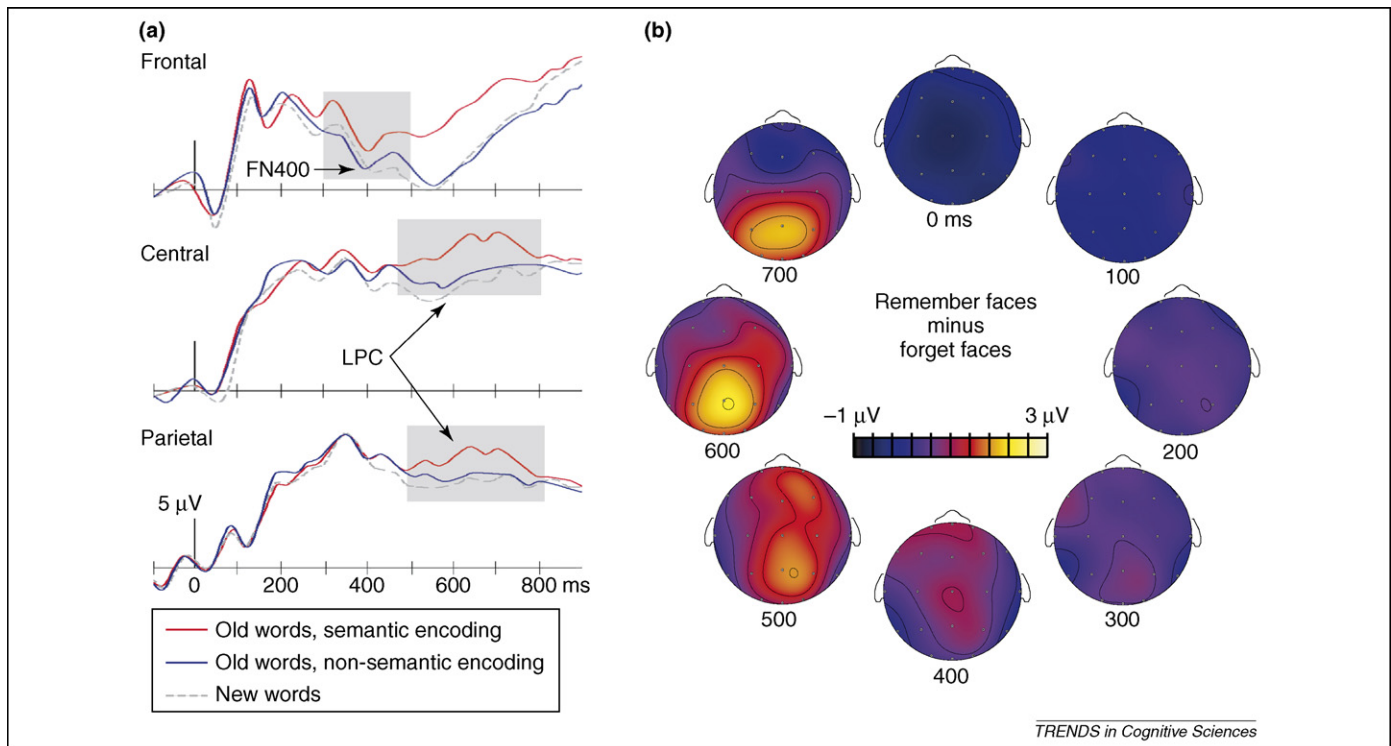 (a)
Frontal
FN400
Central
LPC
Parietal
5 μV
0 200 400 600 800 ms
Old words, semantic encoding
Old words, non-semantic encoding
New words
(b)
0 ms
700
100
Remember faces
minus
forget faces
600
–1 μV 3 μV
200
500
400
300
TRENDS in Cognitive Sciences